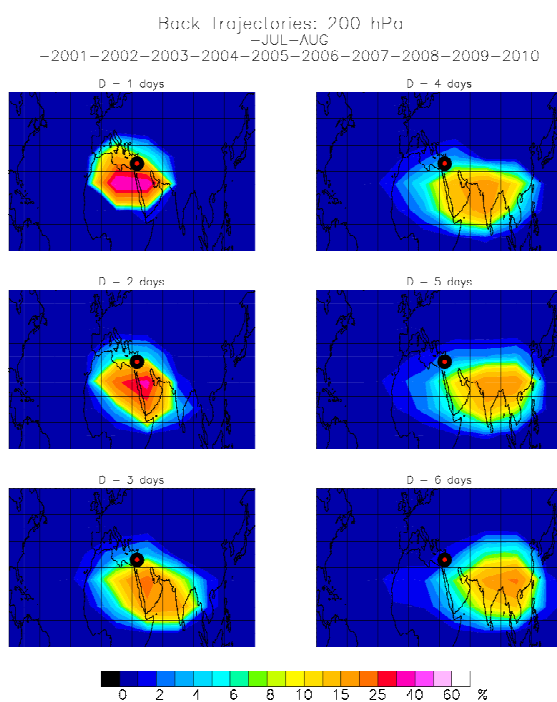 Back Trajectories: 200 hPa
-JUL-AUG
-2001-2002-2003-2004-2005-2006-2007-2008-2009-2010
D - 1 days
D - 4 days
D - 2 days
D - 5 days
D - 3 days
D - 6 days
0 2 4 6 8 10 15 25 40 60 %